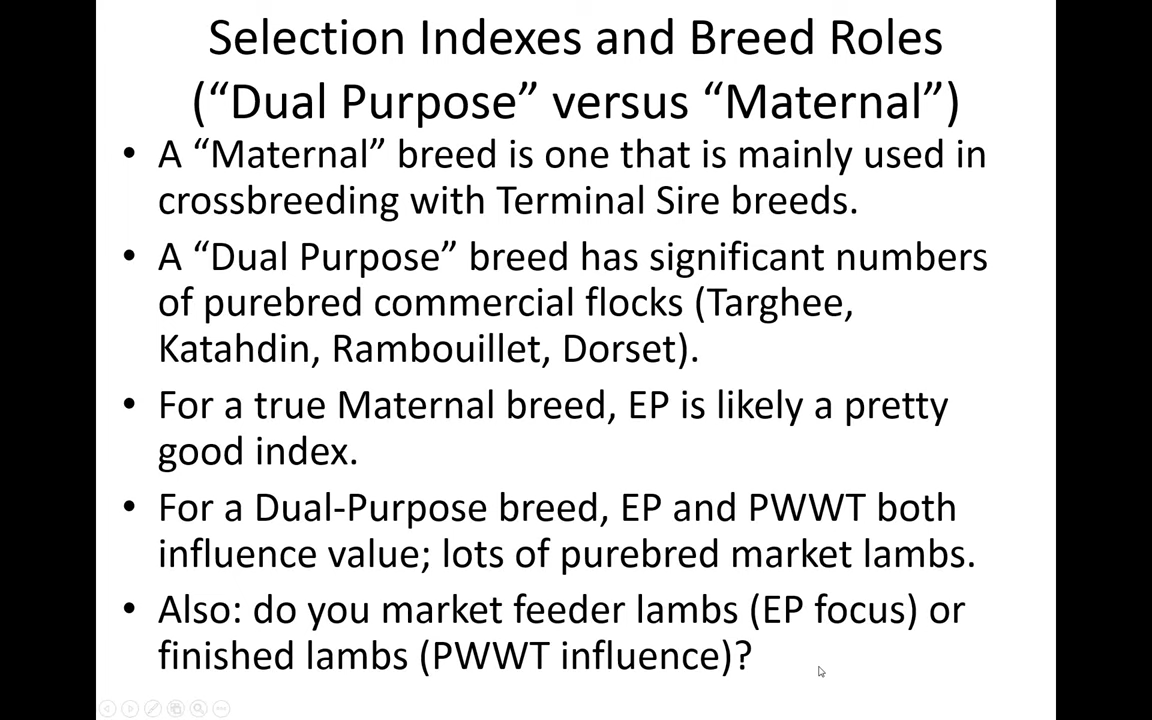 Selection Indexes and Breed Roles
(“Dual Purpose” versus “Maternal”)
• A “Maternal” breed is one that is mainly used in
crossbreeding with Terminal Sire breeds.
• A “Dual Purpose” breed has significant numbers
of purebred commercial flocks (Targhee,
Katahdin, Rambouillet, Dorset).
• For a true Maternal breed, EP is likely a pretty
good index.
• For a Dual-Purpose breed, EP and PWWT both
influence value; lots of purebred market lambs.
• Also: do you market feeder lambs (EP focus) or
finished lambs (PWWT influence)?